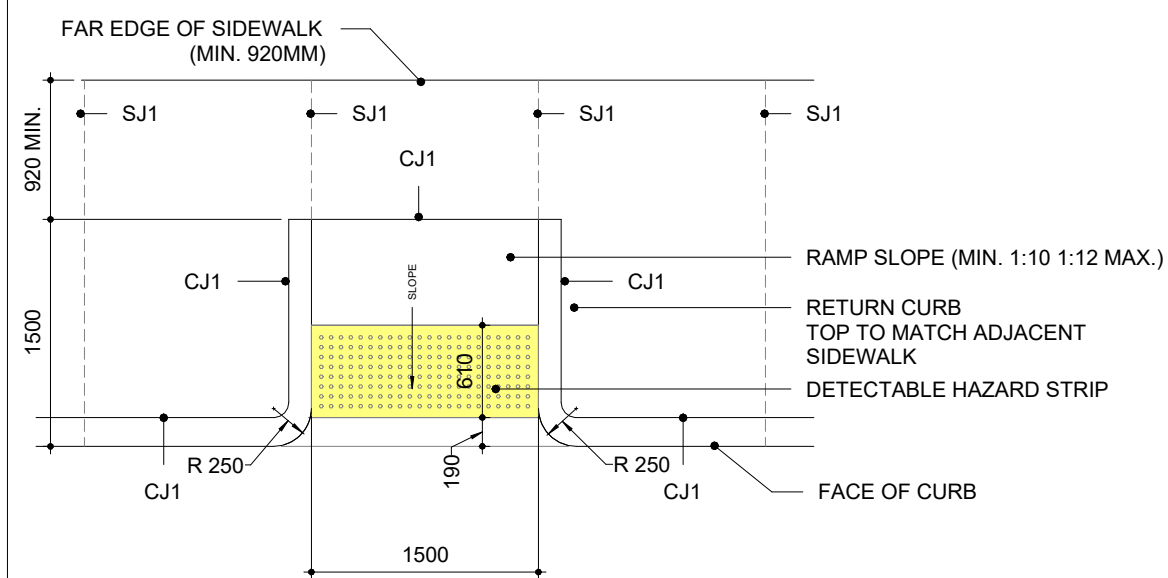 FAR EDGE OF SIDEWALK
(MIN. 920MM)
SJ1
SJ1
SJ1
SJ1
920 MIN.
CJ1
RAMP SLOPE (MIN. 1:10 1:12 MAX.)
CJ1
CJ1
SLOPE
RETURN CURB
TOP TO MATCH ADJACENT
SIDEWALK
1500
610
DETECTABLE HAZARD STRIP
R 250
190
R 250
CJ1
CJ1
FACE OF CURB
1500